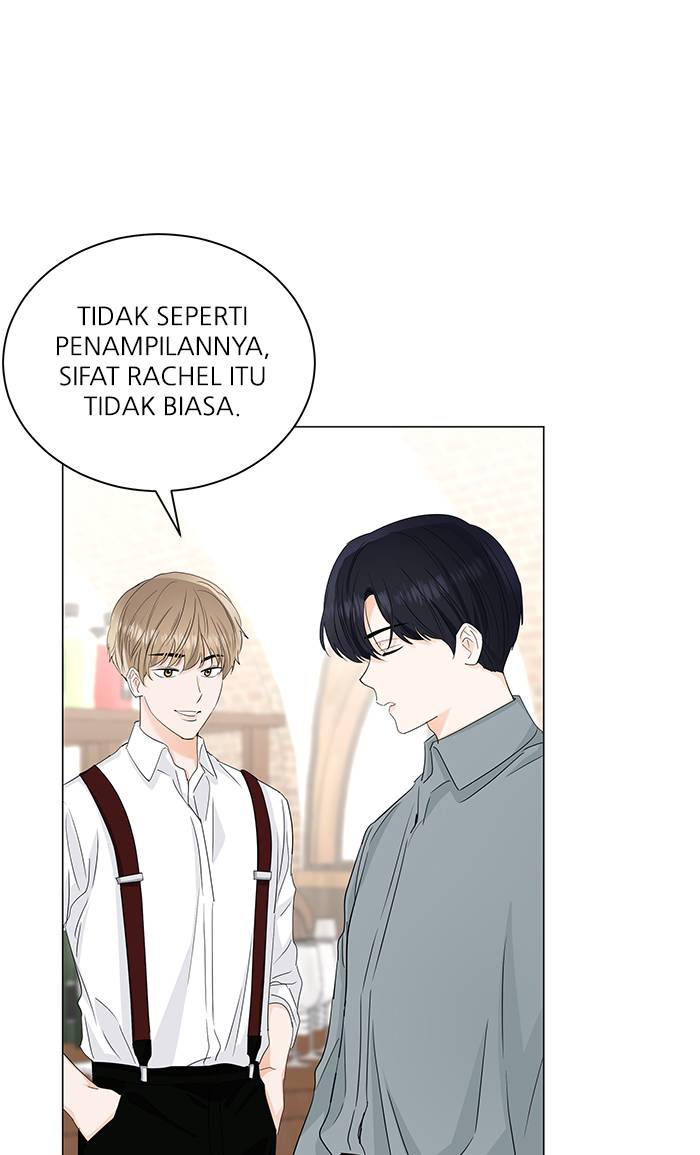 TIDAK SEPERTI
PENAMPILANNYA,
SIFAT RACHEL ITU
TIDAK BIASA.